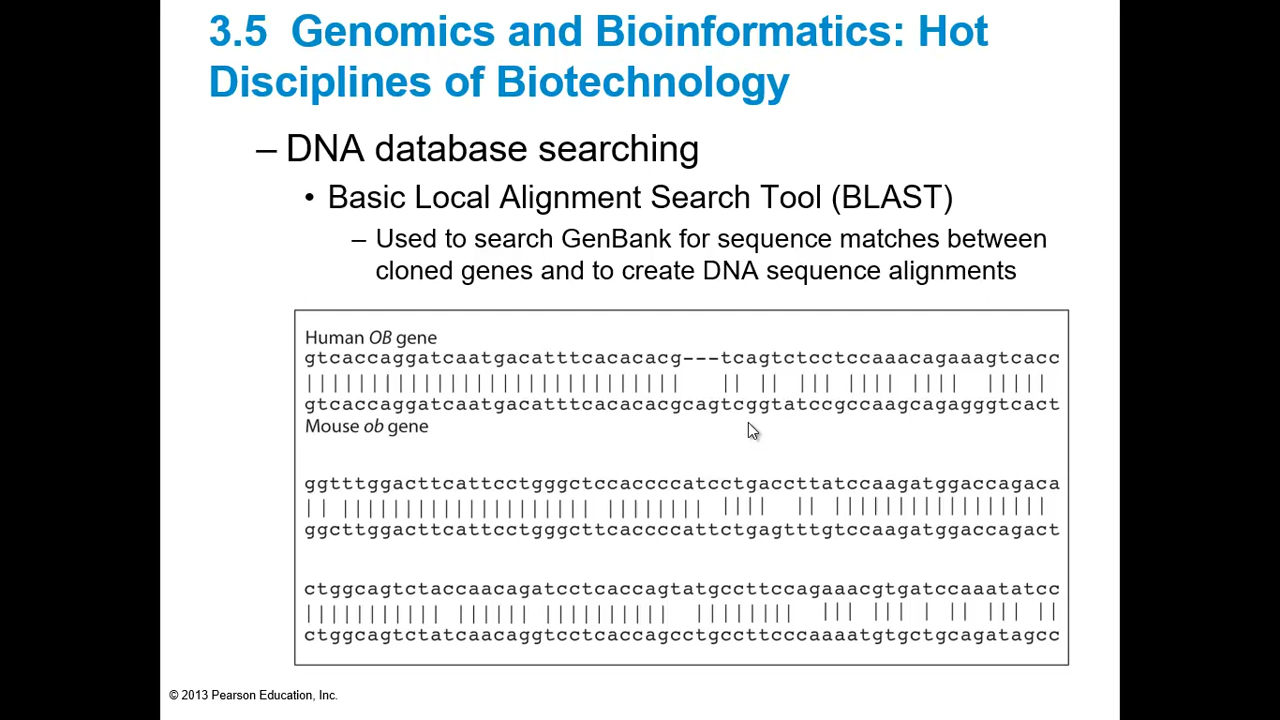 3.5 Genomics and Bioinformatics: Hot
Disciplines of Biotechnology
– DNA database searching
• Basic Local Alignment Search Tool (BLAST)
– Used to search GenBank for sequence matches between
cloned genes and to create DNA sequence alignments
Human OB gene
gtcaccaggatcaatgacatttcacacacg---tcagtctcctccaaacagaaagtcacc
gtcaccaggatcaatgacatttcacacacgcagtcggtatccgccaagcagagggtcact
Mouse ob gene
ggtttggacttcattcctgggctccaccccatcctgaccttatccaagatggaccagaca
ggcttggacttcattcctgggcttcaccccattctgagtttgtccaagatggaccagact
ctggcagtctaccaacagatcctcaccagtatgccttccagaaacgtgatccaaatatcc
ctggcagtctatcaacaggtcctcaccagcctgccttcccaaaatgtgctgcagatagcc
© 2013 Pearson Education, Inc.